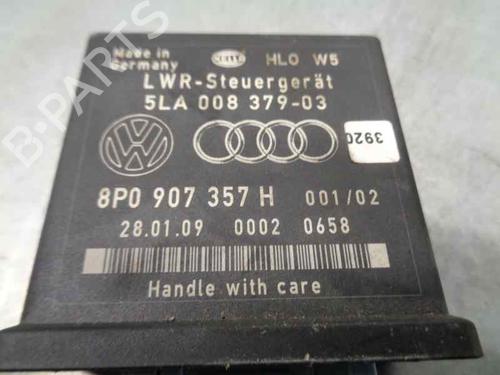 Made in
Germany
HELLA
HLO W5
LWR-Steuergerät
5LA 008 379-03
3920
8P0 907 357 H 001/02
28.01.09 0002 0658
Handle with care
B-PARTS